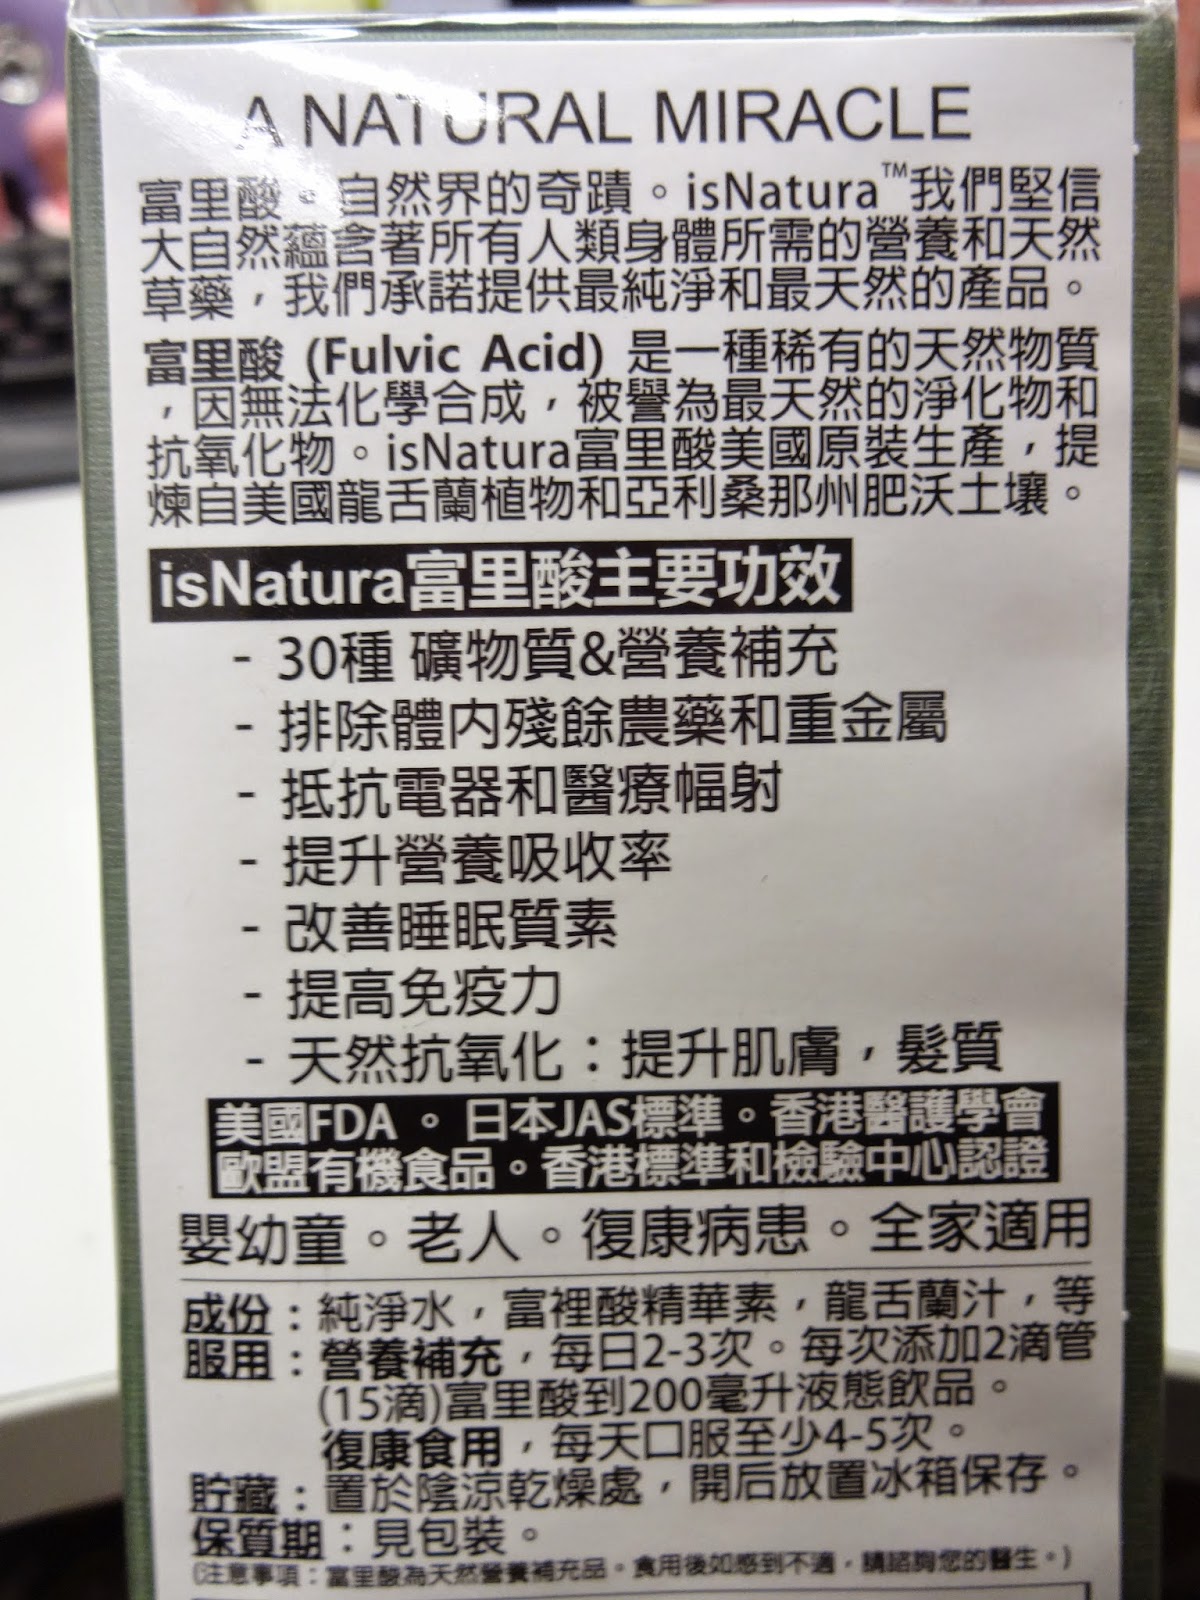 A NATURAL MIRACLE
富里酸。自然界的奇蹟。isNatura™我們堅信
大自然蘊含著所有人類身體所需的營養和天然
草藥，我們承諾提供最純淨和最天然的產品。
富里酸 (Fulvic Acid) 是一種稀有的天然物質
，因無法化學合成，被譽為最天然的淨化物和
抗氧化物。isNatura富里酸美國原裝生產，提
煉自美國龍舌蘭植物和亞利桑那州肥沃土壤。
isNatura富里酸主要功效
- 30種 礦物質&營養補充
- 排除體內殘餘農藥和重金屬
- 抵抗電器和醫療幅射
- 提升營養吸收率
- 改善睡眠質素
- 提高免疫力
- 天然抗氧化：提升肌膚，髮質
美國FDA 。 日本JAS標準。香港醫護學會
歐盟有機食品。香港標準和檢驗中心認證
嬰幼童。老人。復康病患。全家適用
成份：純淨水，富裡酸精華素，龍舌蘭汁，等
服用：營養補充，每日2-3次。每次添加2滴管
(15滴)富里酸到200毫升液態飲品。
復康食用，每天口服至少4-5次。
貯藏：置於陰涼乾燥處，開后放置冰箱保存。
保質期：見包裝。
(注意事項：富里酸為天然營養補充品。食用後如感到不適，請諮詢您的醫生。)